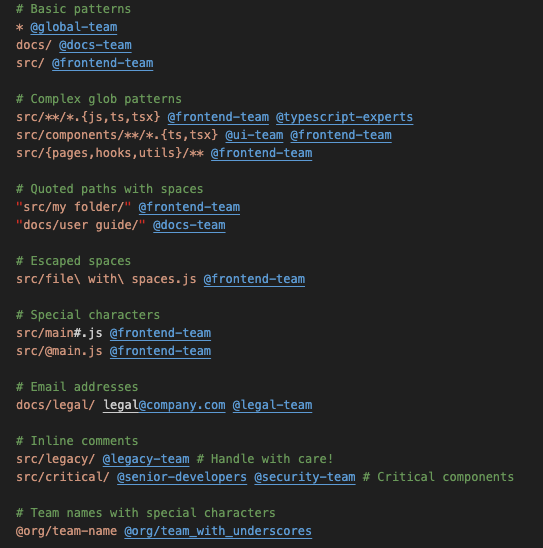 # Basic patterns
* @global-team
docs/ @docs-team
src/ @frontend-team
# Complex glob patterns
src/**/*.{js,ts,tsx} @frontend-team @typescript-experts
src/components/**/*.{ts,tsx} @ui-team @frontend-team
src/{pages,hooks,utils}/** @frontend-team
# Quoted paths with spaces
"src/my folder/" @frontend-team
"docs/user guide/" @docs-team
# Escaped spaces
src/file\ with\ spaces.js @frontend-team
# Special characters
src/main#.js @frontend-team
src/@main.js @frontend-team
# Email addresses
docs/legal/ legal@company.com @legal-team
# Inline comments
src/legacy/ @legacy-team # Handle with care!
src/critical/ @senior-developers @security-team # Critical components
# Team names with special characters
@org/team-name @org/team_with_underscores